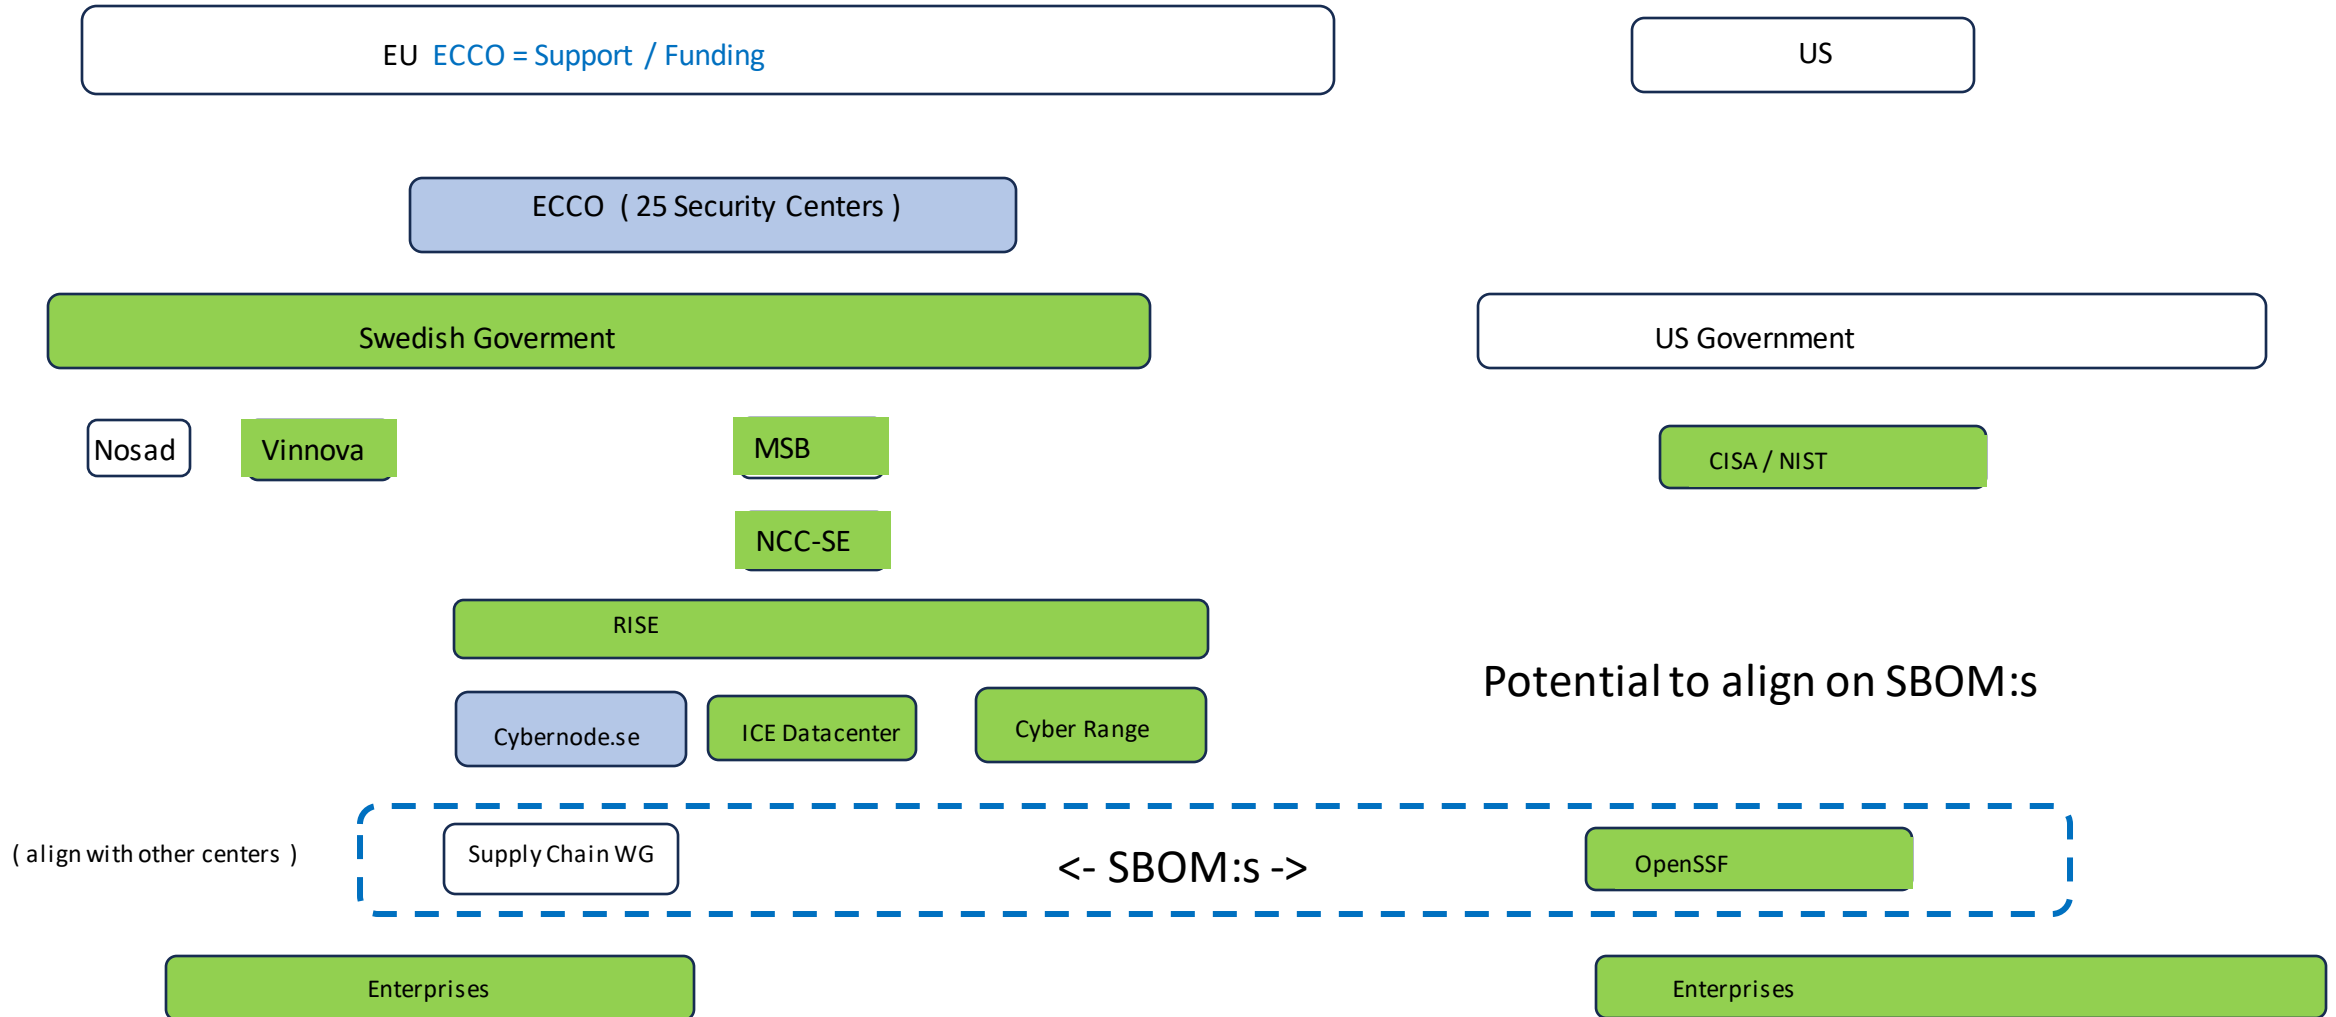 EU ECCO = Support / Funding
US
ECCO ( 25 Security Centers )
Swedish Goverment
US Government
Nosad
Vinnova
MSB
CISA / NIST
NCC-SE
RISE
Potential to align on SBOM:s
Cybernode.se
ICE Datacenter
Cyber Range
( align with other centers )
Supply Chain WG
<- SBOM:s ->
OpenSSF
Enterprises
Enterprises